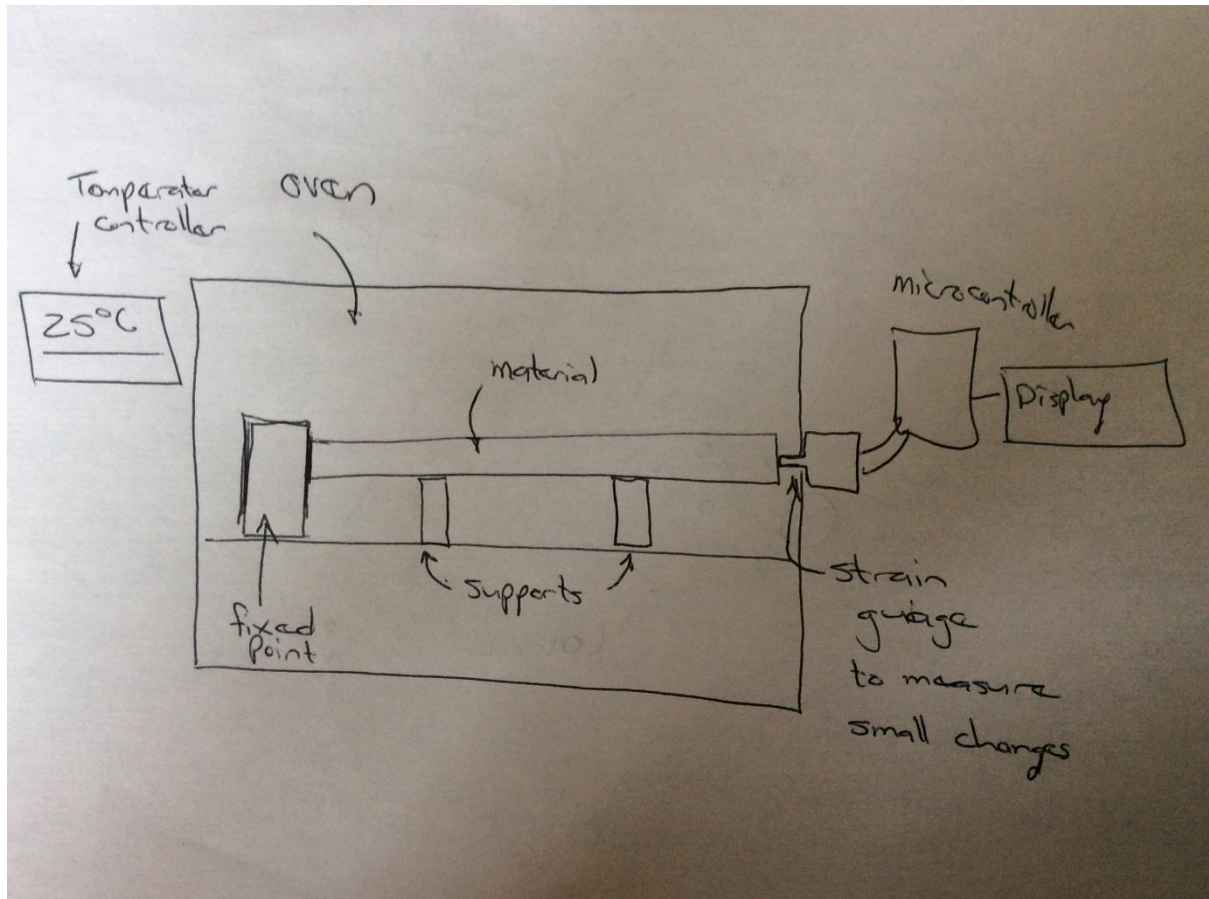 Temperater
controller
oven
25°C
microcontroller
material
Display
fixed
point
supports
strain
guage
to measure
small changes